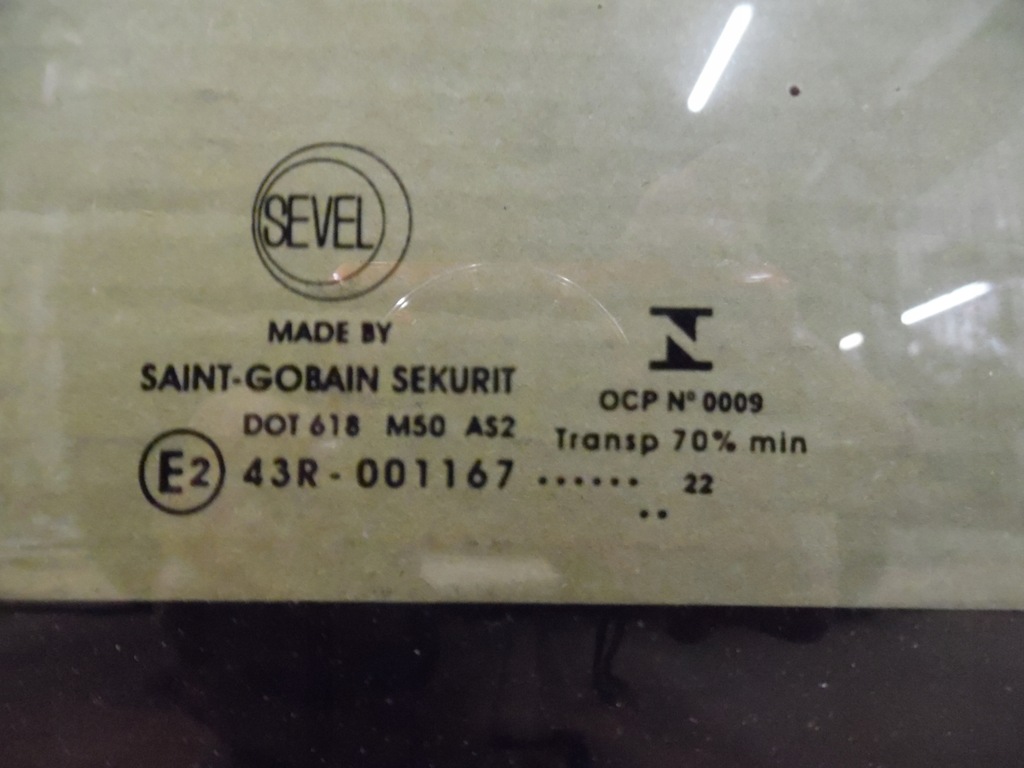 SEVEL
MADE BY
SAINT-GOBAIN SEKURIT
DOT 618 M50 AS2
E2 43R - 001167
OCP Nº 0009
Transp 70% min
...... 22
..